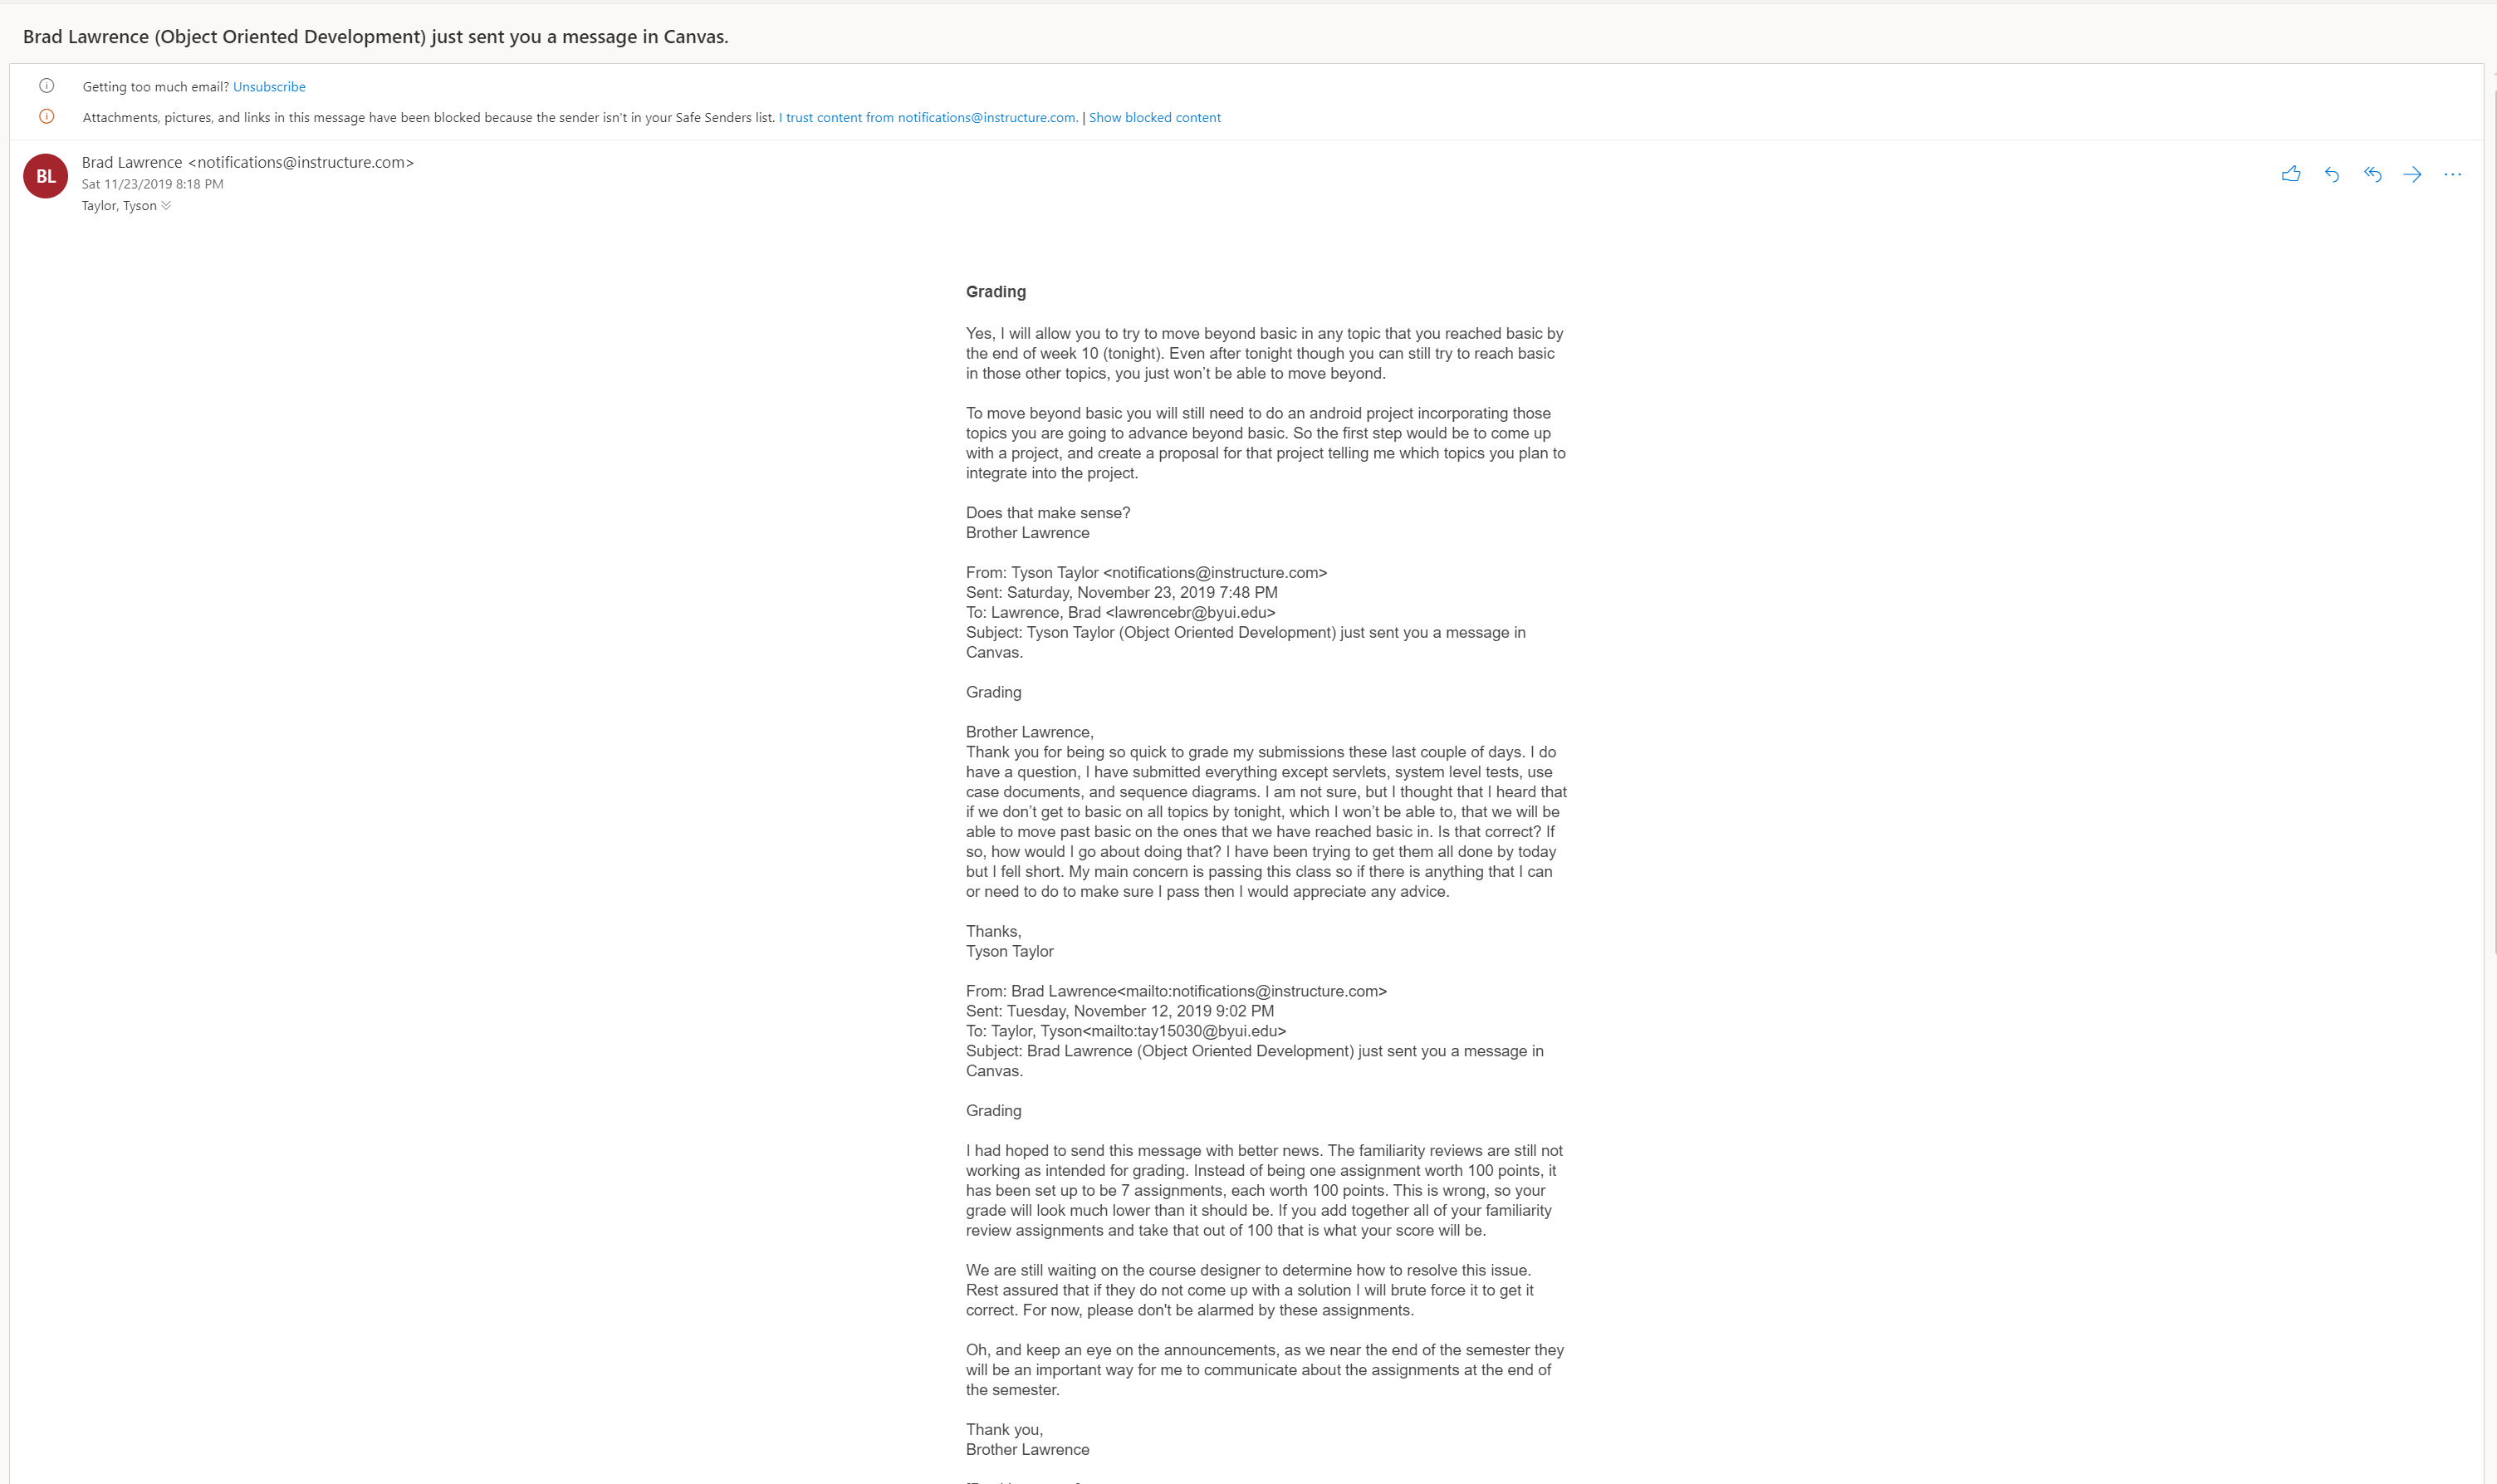 Brad Lawrence (Object Oriented Development) just sent you a message in Canvas.
Getting too much email? Unsubscribe
Attachments, pictures, and links in this message have been blocked because the sender isn't in your Safe Senders list. I trust content from notifications@instructure.com. | Show blocked content
BL
Brad Lawrence <notifications@instructure.com>
Sat 11/23/2019 8:18 PM
Taylor, Tyson
Grading
Yes, I will allow you to try to move beyond basic in any topic that you reached basic by
the end of week 10 (tonight). Even after tonight though you can still try to reach basic
in those other topics, you just won’t be able to move beyond.
To move beyond basic you will still need to do an android project incorporating those
topics you are going to advance beyond basic. So the first step would be to come up
with a project, and create a proposal for that project telling me which topics you plan to
integrate into the project.
Does that make sense?
Brother Lawrence
From: Tyson Taylor <notifications@instructure.com>
Sent: Saturday, November 23, 2019 7:48 PM
To: Lawrence, Brad <lawrencebr@byui.edu>
Subject: Tyson Taylor (Object Oriented Development) just sent you a message in
Canvas.
Grading
Brother Lawrence,
Thank you for being so quick to grade my submissions these last couple of days. I do
have a question, I have submitted everything except servlets, system level tests, use
case documents, and sequence diagrams. I am not sure, but I thought that I heard that
if we don’t get to basic on all topics by tonight, which I won’t be able to, that we will be
able to move past basic on the ones that we have reached basic in. Is that correct? If
so, how would I go about doing that? I have been trying to get them all done by today
but I fell short. My main concern is passing this class so if there is anything that I can
or need to do to make sure I pass then I would appreciate any advice.
Thanks,
Tyson Taylor
From: Brad Lawrence<mailto:notifications@instructure.com>
Sent: Tuesday, November 12, 2019 9:02 PM
To: Taylor, Tyson<mailto:tay15030@byui.edu>
Subject: Brad Lawrence (Object Oriented Development) just sent you a message in
Canvas.
Grading
I had hoped to send this message with better news. The familiarity reviews are still not
working as intended for grading. Instead of being one assignment worth 100 points, it
has been set up to be 7 assignments, each worth 100 points. This is wrong, so your
grade will look much lower than it should be. If you add together all of your familiarity
review assignments and take that out of 100 that is what your score will be.
We are still waiting on the course designer to determine how to resolve this issue.
Rest assured that if they do not come up with a solution I will brute force it to get it
correct. For now, please don't be alarmed by these assignments.
Oh, and keep an eye on the announcements, as we near the end of the semester they
will be an important way for me to communicate about the assignments at the end of
the semester.
Thank you,
Brother Lawrence